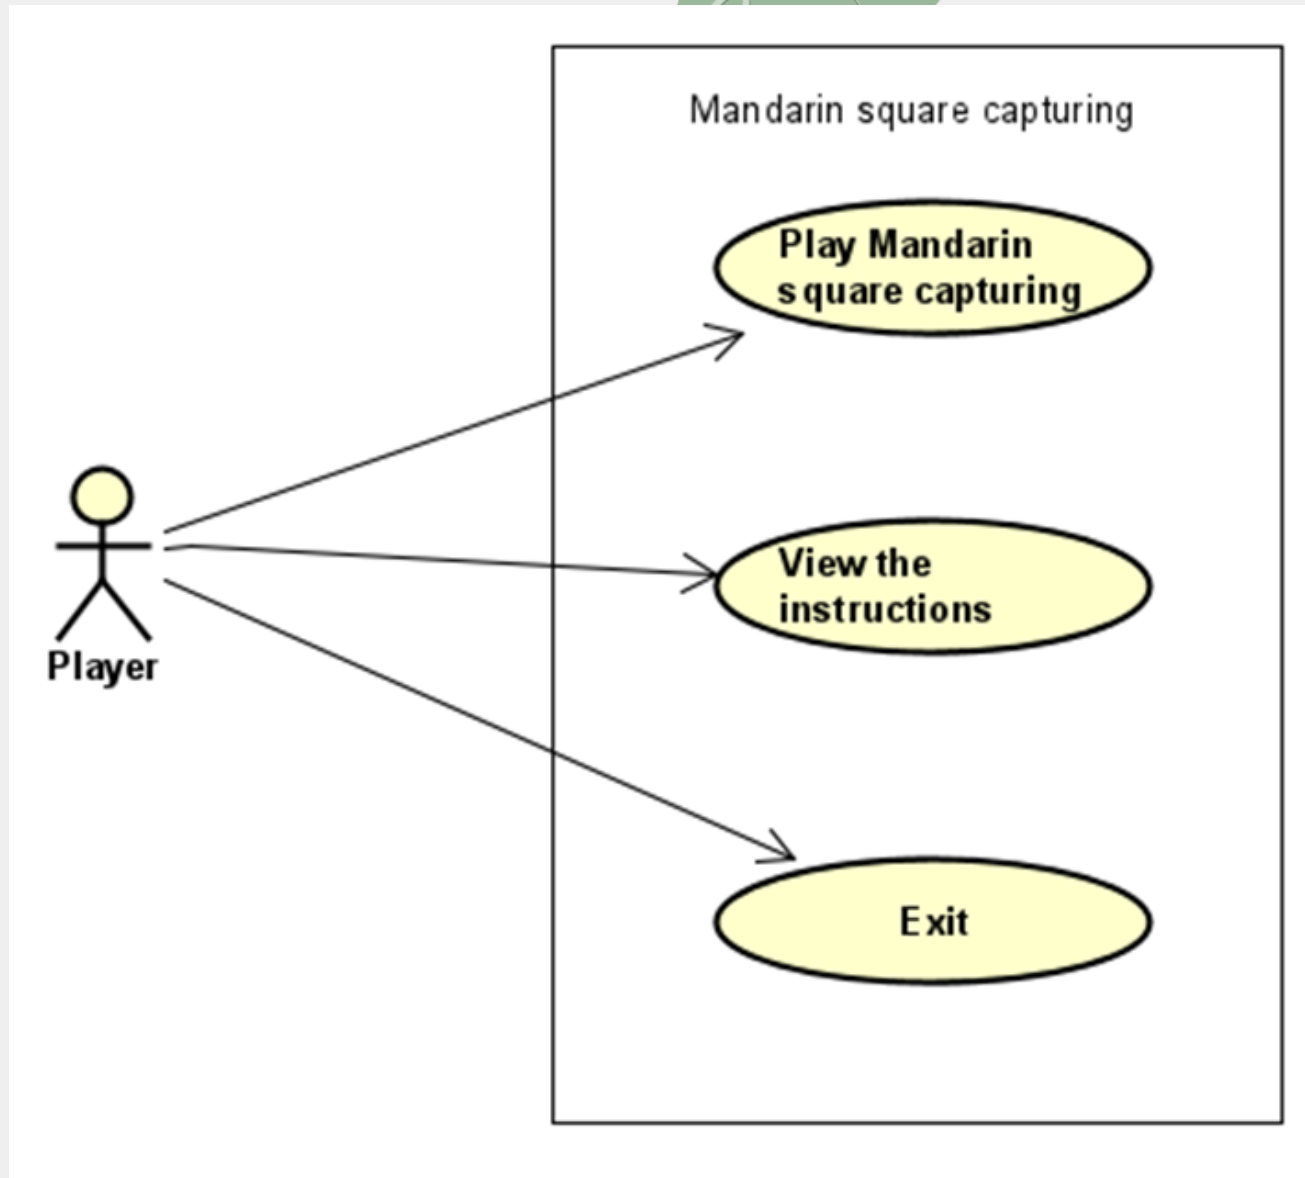 Mandarin square capturing
Play Mandarin
square capturing
View the
instructions
Player
Exit